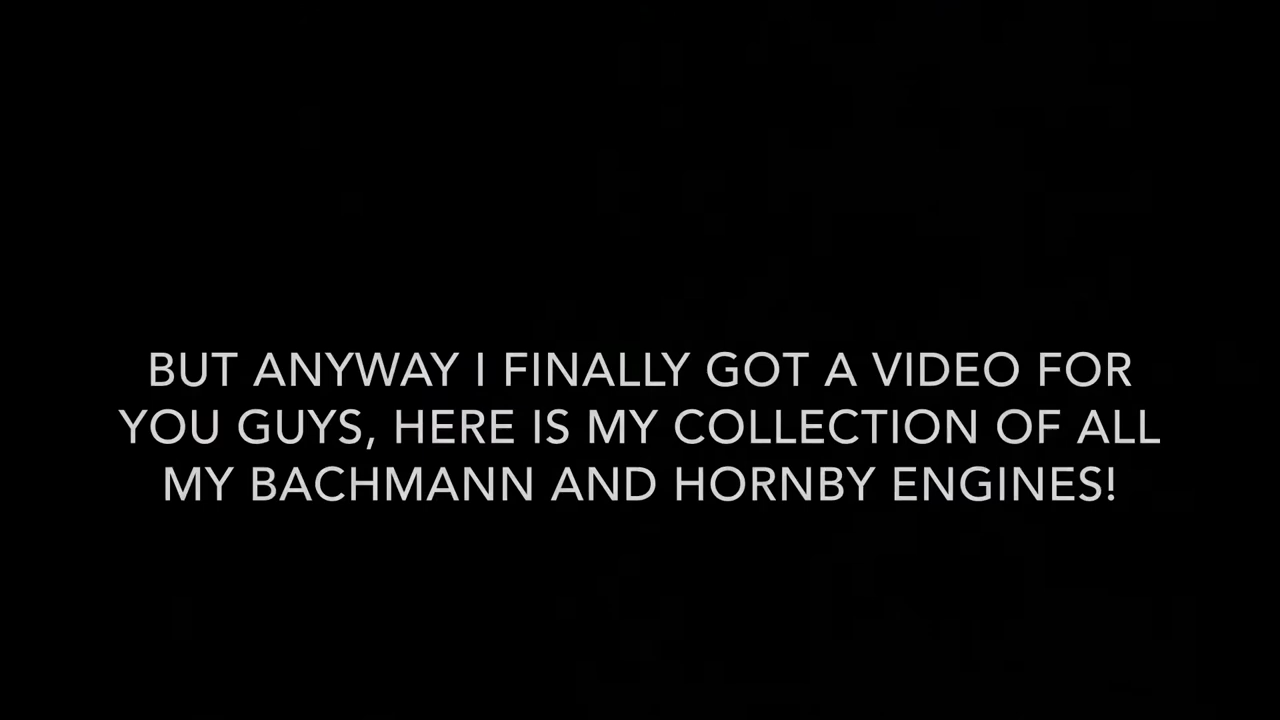 BUT ANYWAY I FINALLY GOT A VIDEO FOR
YOU GUYS, HERE IS MY COLLECTION OF ALL
MY BACHMANN AND HORNBY ENGINES!